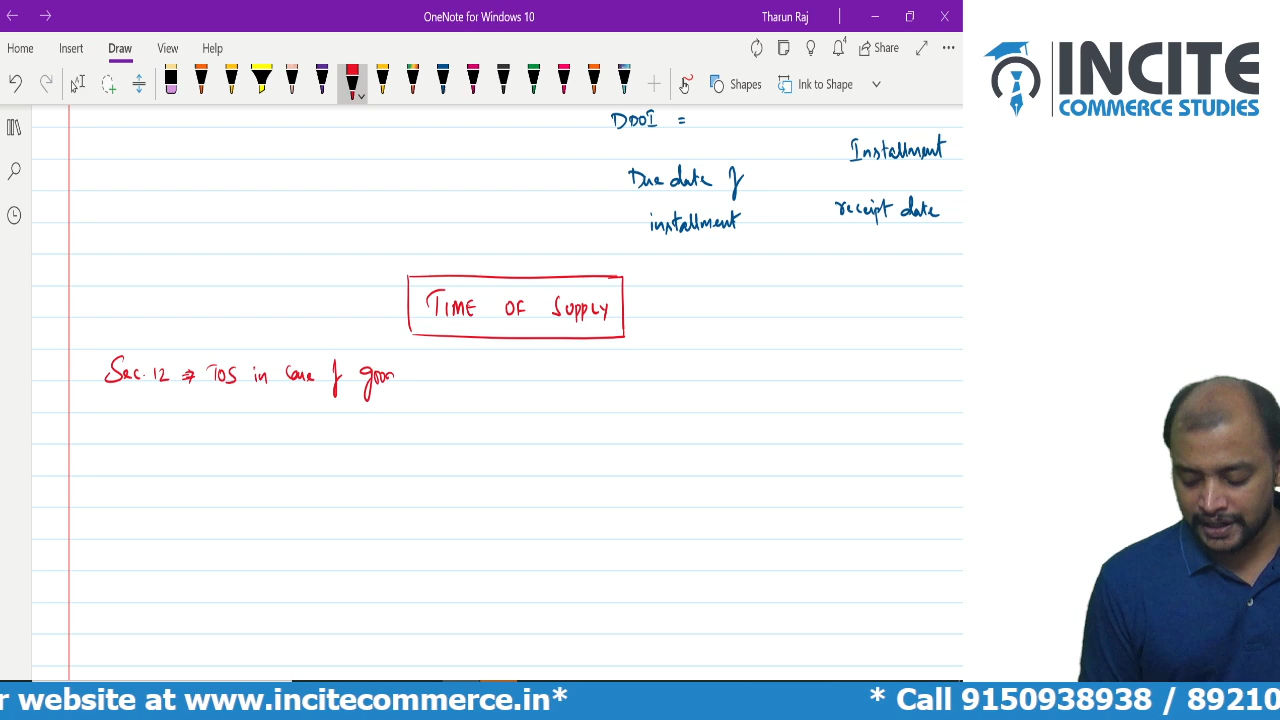 OneNote for Windows 10
Tharun Raj
Home Insert Draw View Help
4
Share
Shapes
Ink to Shape
INCITE
COMMERCE STUDIES
DDOI =
Due date of
installment
Installment
receipt date
TIME OF SUPPLY
Sec. 12 ⇒ TOS in case of goo
r website at www.incitecommerce.in*
* Call 9150938938 / 89210